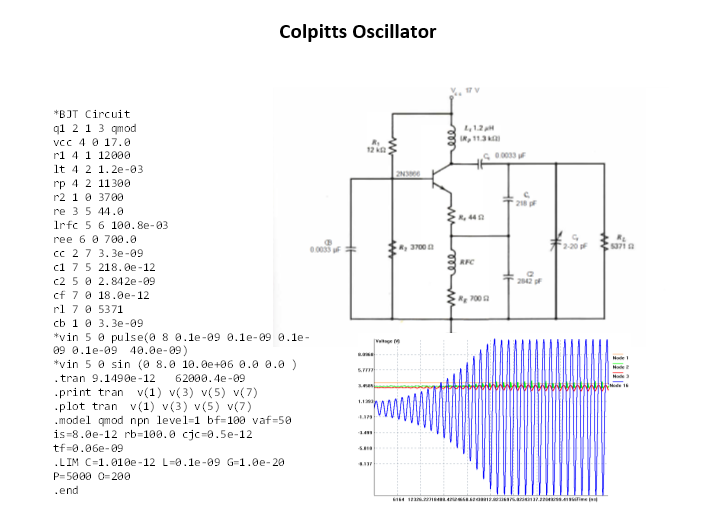 Colpitts Oscillator
*BJT Circuit
q1 2 1 3 qmod
vcc 4 0 17.0
r1 4 1 12000
lt 4 2 1.2e-03
rp 4 2 11300
r2 1 0 3700
re 3 5 44.0
lrfc 5 6 100.8e-03
ree 6 0 700.0
cc 2 7 3.3e-09
c1 7 5 218.0e-12
c2 5 0 2.842e-09
cf 7 0 18.0e-12
rl 7 0 5371
cb 1 0 3.3e-09
*vin 5 0 pulse(0 8 0.1e-09 0.1e-09 0.1e-
09 0.1e-09 40.0e-09)
*vin 5 0 sin (0 8.0 10.0e+06 0.0 0.0 )
.tran 9.1490e-12 62000.4e-09
.print tran v(1) v(3) v(5) v(7)
.plot tran v(1) v(3) v(5) v(7)
.model qmod npn level=1 bf=100 vaf=50
is=8.0e-12 rb=100.0 cjc=0.5e-12
tf=0.06e-09
.LIM C=1.010e-12 L=0.1e-09 G=1.0e-20
P=5000 O=200
.end
17 V
1.2 µH
11.3 kΩ
R₁
12 kΩ
0.0033 µF
2N3866
C₁
218 pF
44 Ω
CB
0.0033 µF
3700 Ω
RFC
2-20 pF
5371 Ω
C2
2842 pF
700 Ω
Voltage (V)
Node 1
Node 2
Node 3
Node 16
Time (ns)